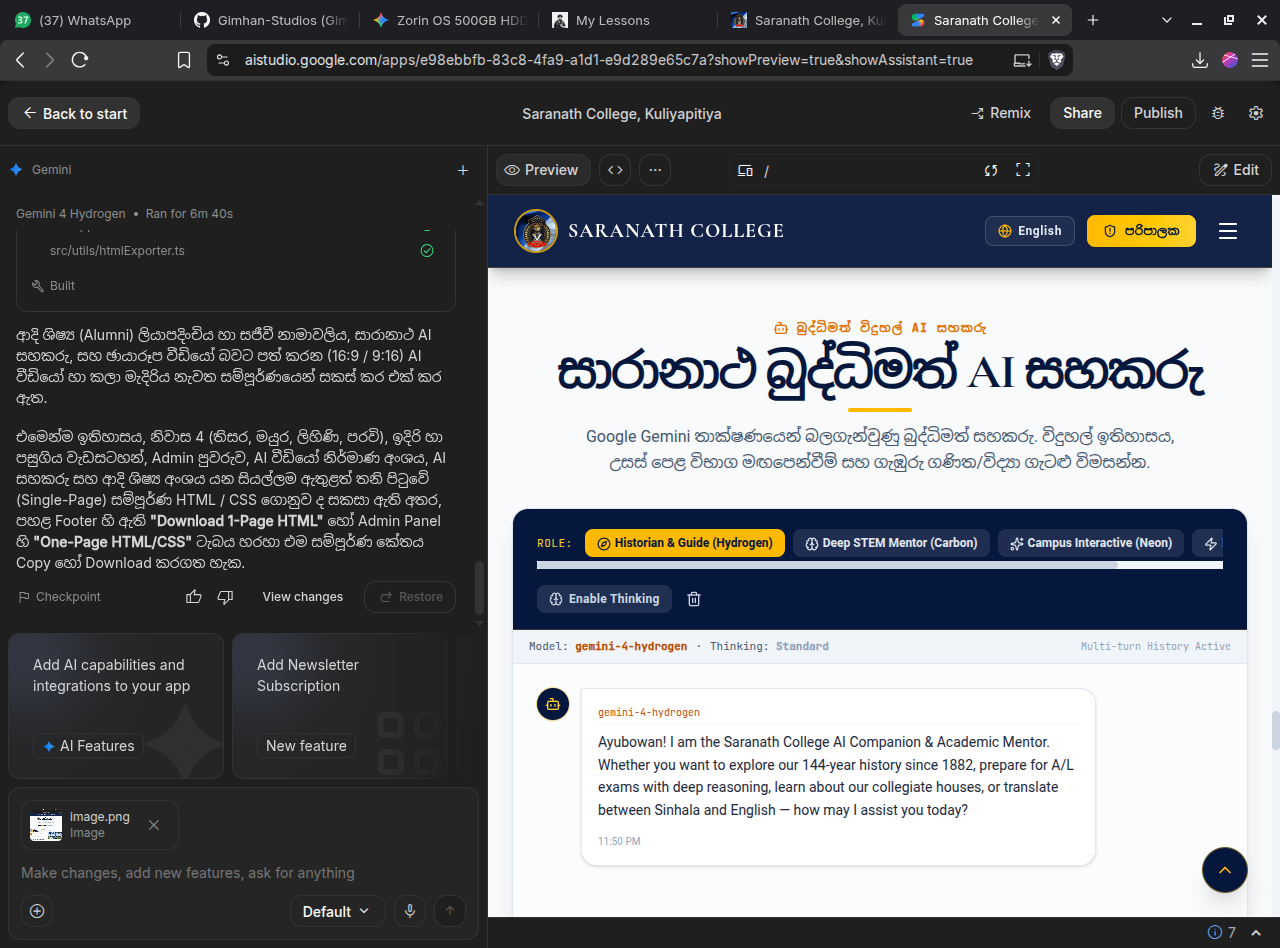 (37) WhatsApp
Gimhan-Studios (Gim
Zorin OS 500GB HDD
My Lessons
Saranath College, Ku
Saranath College
aistudio.google.com/apps/e98ebbfb-83c8-4fa9-a1d1-e9d289e65c7a?showPreview=true&showAssistant=true
Back to start
Saranath College, Kuliyapitiya
Remix
Share
Publish
Gemini
Preview
/
Edit
Gemini 4 Hydrogen • Ran for 6m 40s
src/utils/htmlExporter.ts
Built
ආදි ශිෂ්‍ය (Alumni) ලියාපදිංචිය හා සජීවී නාමාවලිය, සාරානාථ AI
සහකරු, සහ ඡායාරූප වීඩියෝ බවට පත් කරන (16:9 / 9:16) AI
වීඩියෝ හා කලා මැදිරිය නැවත සම්පූර්ණයෙන් සකස් කර එක් කර
ඇත.
එමෙන්ම ඉතිහාසය, නිවාස 4 (තිසර, මයුර, ලිහිණි, පරවි), ඉදිරි හා
පසුගිය වැඩසටහන්, Admin පුවරුව, AI වීඩියෝ නිර්මාණ අංශය, AI
සහකරු සහ ආදි ශිෂ්‍ය අංශය යන සියල්ලම ඇතුළත් තනි පිටුවේ
(Single-Page) සම්පූර්ණ HTML / CSS ගොනුව ද සකසා ඇති අතර,
පහළ Footer හි ඇති "Download 1-Page HTML" හෝ Admin Panel
හි "One-Page HTML/CSS" ටැබය හරහා එම සම්පූර්ණ කේතය
Copy හෝ Download කරගත හැක.
Checkpoint
View changes
Restore
Add AI capabilities and
integrations to your app
AI Features
Add Newsletter
Subscription
New feature
image.png
Image
Make changes, add new features, ask for anything
Default
SARANATH COLLEGE
English
පරිපාලක
බුද්ධිමත් විදුහල් AI සහකරු
සාරානාථ බුද්ධිමත් AI සහකරු
Google Gemini තාක්ෂණයෙන් බලගැන්වුණු බුද්ධිමත් සහකරු. විදුහල් ඉතිහාසය,
උසස් පෙළ විභාග මඟපෙන්වීම් සහ ගැඹුරු ගණිත/විද්‍යා ගැටළු විමසන්න.
ROLE:
Historian & Guide (Hydrogen)
Deep STEM Mentor (Carbon)
Campus Interactive (Neon)
Enable Thinking
Model: gemini-4-hydrogen · Thinking: Standard
Multi-turn History Active
gemini-4-hydrogen
Ayubowan! I am the Saranath College AI Companion & Academic Mentor.
Whether you want to explore our 144-year history since 1882, prepare for A/L
exams with deep reasoning, learn about our collegiate houses, or translate
between Sinhala and English — how may I assist you today?
11:50 PM
7